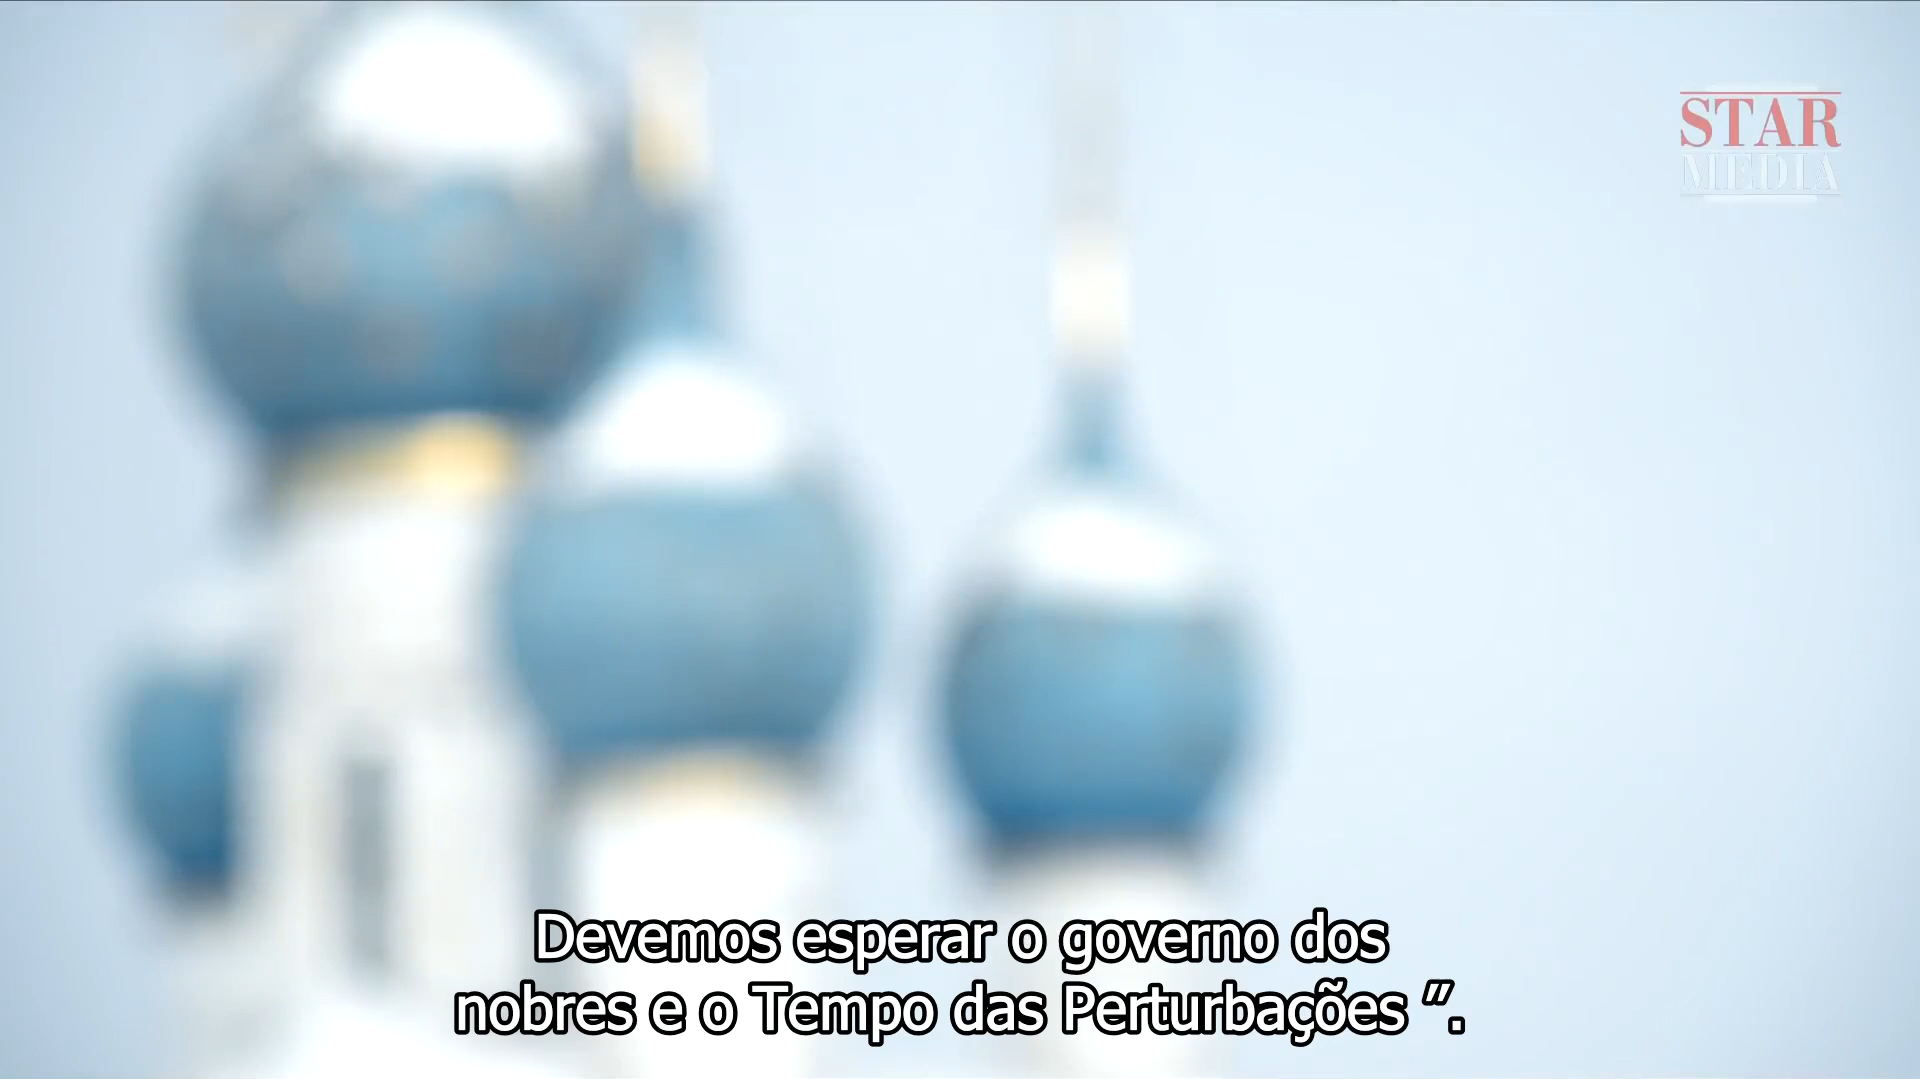 STAR
MEDIA
Devemos esperar o governo dos
nobres e o Tempo das Perturbações ”.